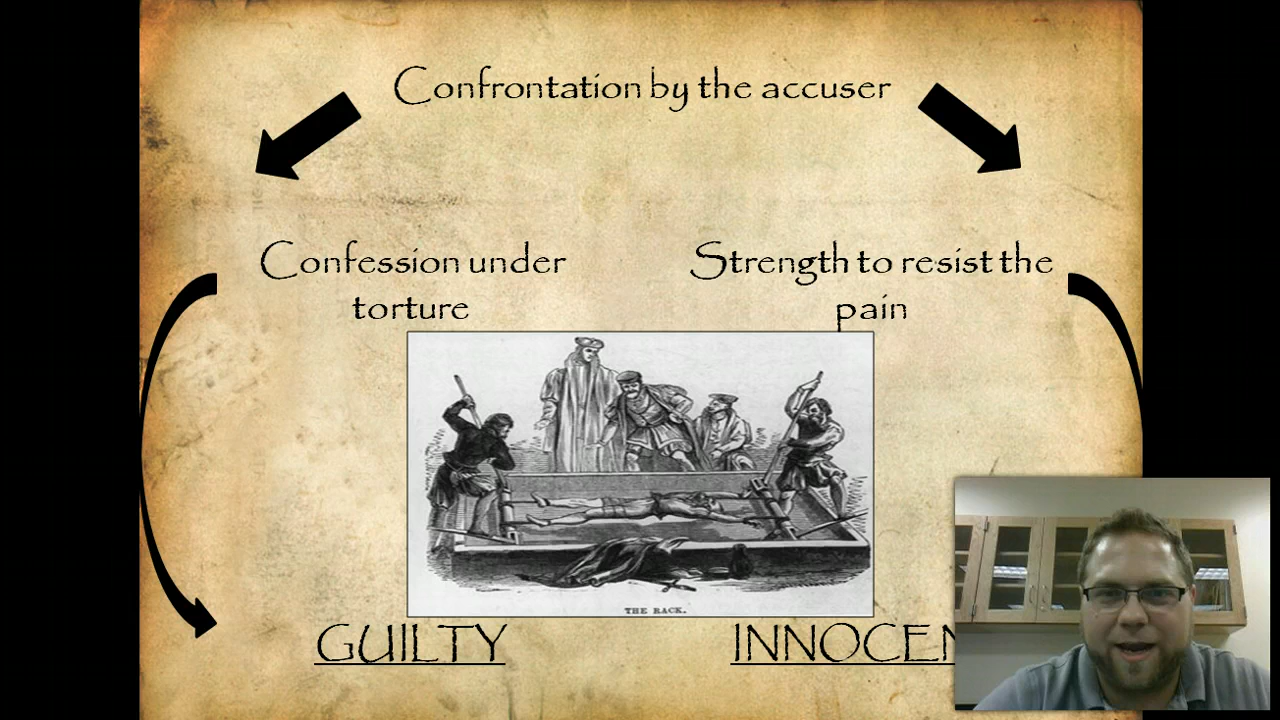 Confrontation by the accuser
Confession under
torture
Strength to resist the
pain
THE RACK.
GUILTY
INNOCEN